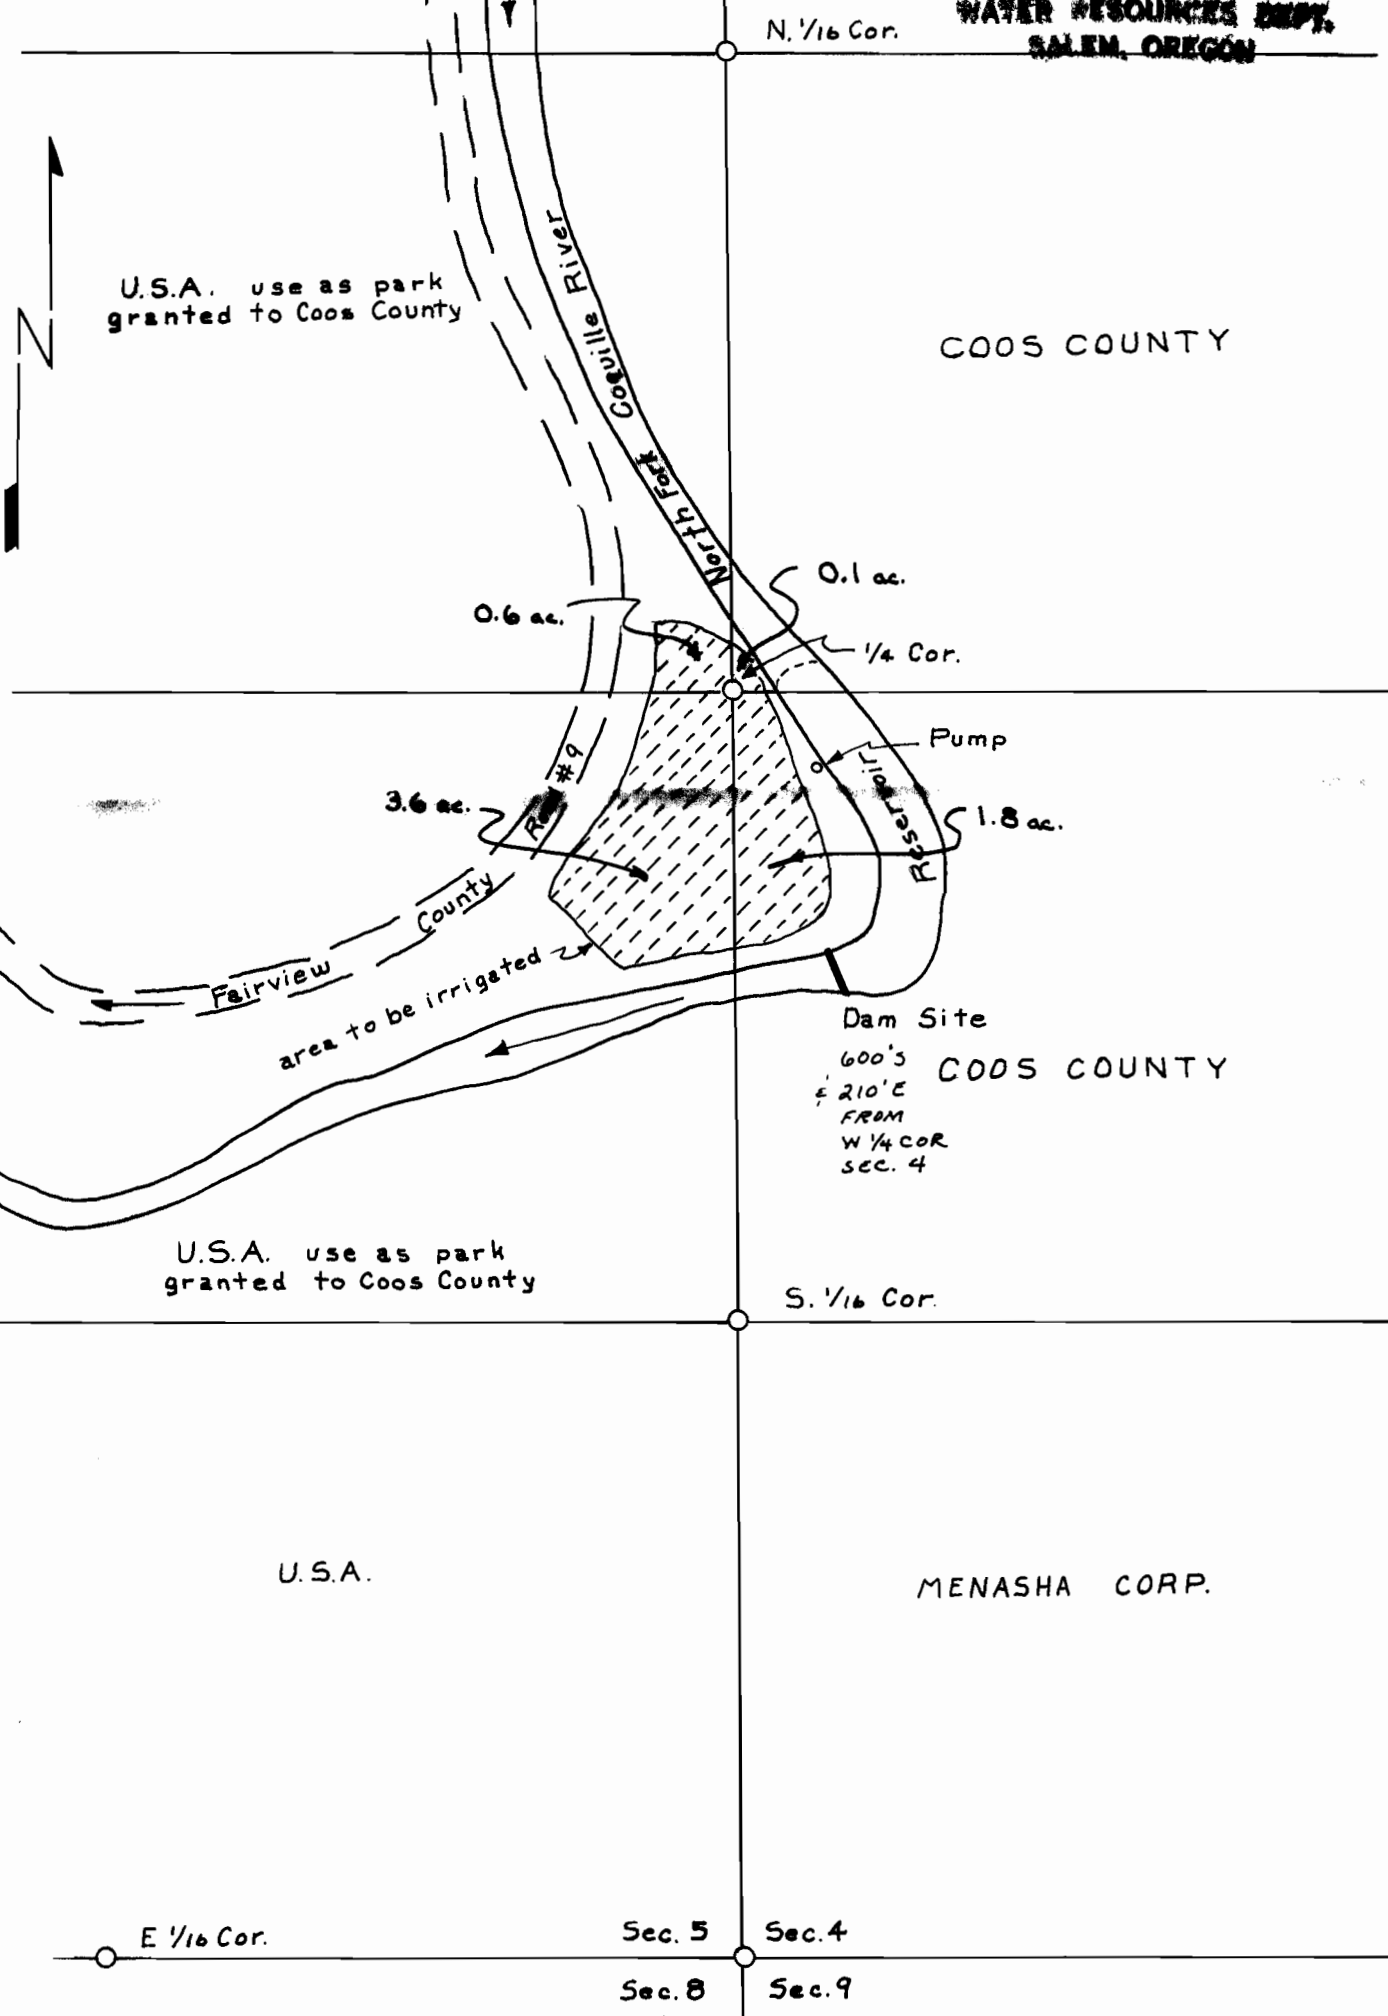 N. 1/16 Cor.
WATER RESOURCES DEPT.
SALEM, OREGON
N
U.S.A. use as park
granted to Coos County
COOS COUNTY
North Fork Coquille River
0.1 ac.
0.6 ac.
1/4 Cor.
Pump
Reservoir
3.6 ac.
1.8 ac.
Fairview County Road #9
area to be irrigated
Dam Site
600'S
& 210'E
FROM
W 1/4 COR
SEC. 4
COOS COUNTY
U.S.A. use as park
granted to Coos County
S. 1/16 Cor.
U.S.A.
MENASHA CORP.
E 1/16 Cor.
Sec. 5
Sec. 4
Sec. 8
Sec. 9